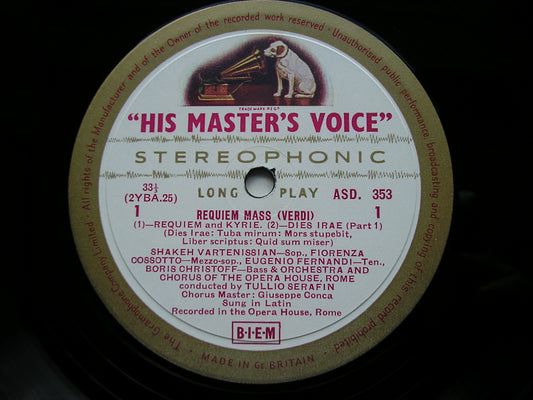 The Gramophone Company Limited · All rights of the Manufacturer and of the Owner of the recorded work reserved · Unauthorised public performance, broadcasting and copying of this record prohibited
TRADE MARK REGD
"HIS MASTER'S VOICE"
STEREOPHONIC
33⅓
(2YBA.25)
LONG PLAY
ASD. 353
1
REQUIEM MASS (VERDI)
1
(1)—REQUIEM and KYRIE. (2)—DIES IRAE (Part 1)
(Dies Irae: Tuba mirum: Mors stupebit,
Liber scriptus: Quid sum miser)
SHAKEH VARTENISSIAN—Sop., FIORENZA
COSSOTTO—Mezzo-sop., EUGENIO FERNANDI—Ten.,
BORIS CHRISTOFF—Bass & ORCHESTRA AND
CHORUS OF THE OPERA HOUSE, ROME
conducted by TULLIO SERAFIN
Chorus Master: Giuseppe Conca
Sung in Latin
Recorded in the Opera House, Rome
B·I·E·M
MADE IN Gt. BRITAIN